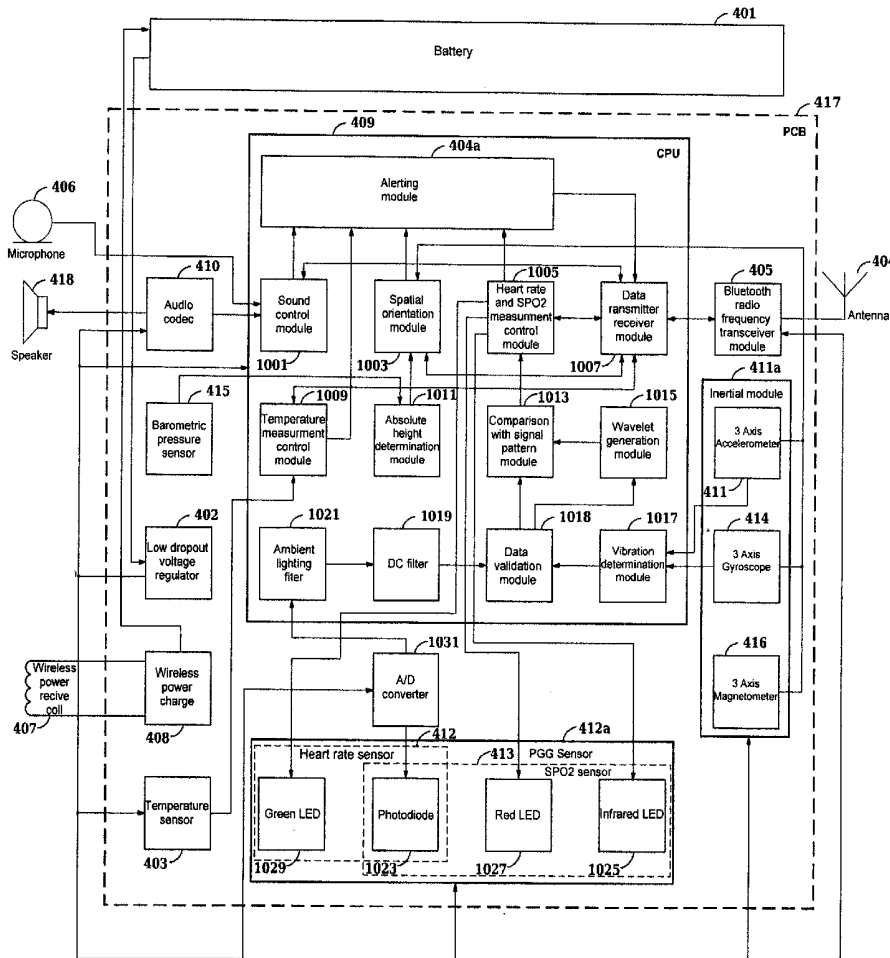 401
Battery
417
PCB
409
CPU
404a
Alerting
module
406
Microphone
418
Speaker
410
Audio
codec
Sound
control
module
1001
Spatial
orientation
module
1003
1005
Heart rate
and SPO2
measurment
control
module
Data
ransmitter
receiver
module
1007
405
Bluetooth
radio
frequency
transceiver
module
404
Antenna
415
Barometric
pressure
sensor
1009
Temperature
measurment
control
module
1011
Absolute
height
determination
module
1013
Comparison
with signal
pattern
module
1015
Wavelet
generation
module
411a
Inertial module
3 Axis
Accelerometer
411
402
Low dropout
voltage
regulator
1021
Ambient
lighting
fiter
1019
DC filter
1018
Data
validation
module
1017
Vibration
determination
module
414
3 Axis
Gyroscope
Wireless
power
recive
coil
407
Wireless
power
charge
408
1031
A/D
converter
416
3 Axis
Magnetometer
412
412a
Heart rate sensor
413
PGG Sensor
SPO2 sensor
Temperature
sensor
403
Green LED
1029
Photodiode
1023
Red LED
1027
Infrared LED
1025